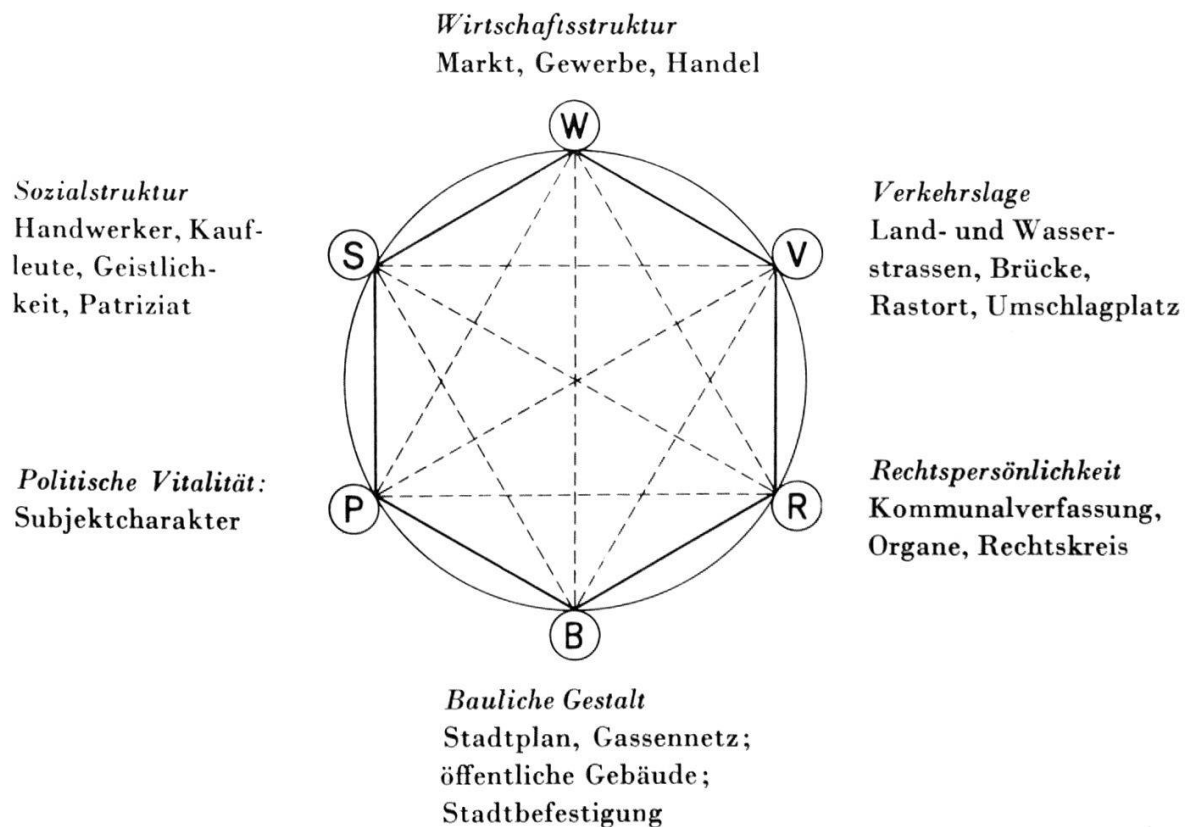 Wirtschaftsstruktur
Markt, Gewerbe, Handel
W
Sozialstruktur
Handwerker, Kauf-
leute, Geistlich-
keit, Patriziat
S
V
Verkehrslage
Land- und Wasser-
strassen, Brücke,
Rastort, Umschlagplatz
Politische Vitalität:
Subjektcharakter
P
R
Rechtspersönlichkeit
Kommunalverfassung,
Organe, Rechtskreis
B
Bauliche Gestalt
Stadtplan, Gassennetz;
öffentliche Gebäude;
Stadtbefestigung